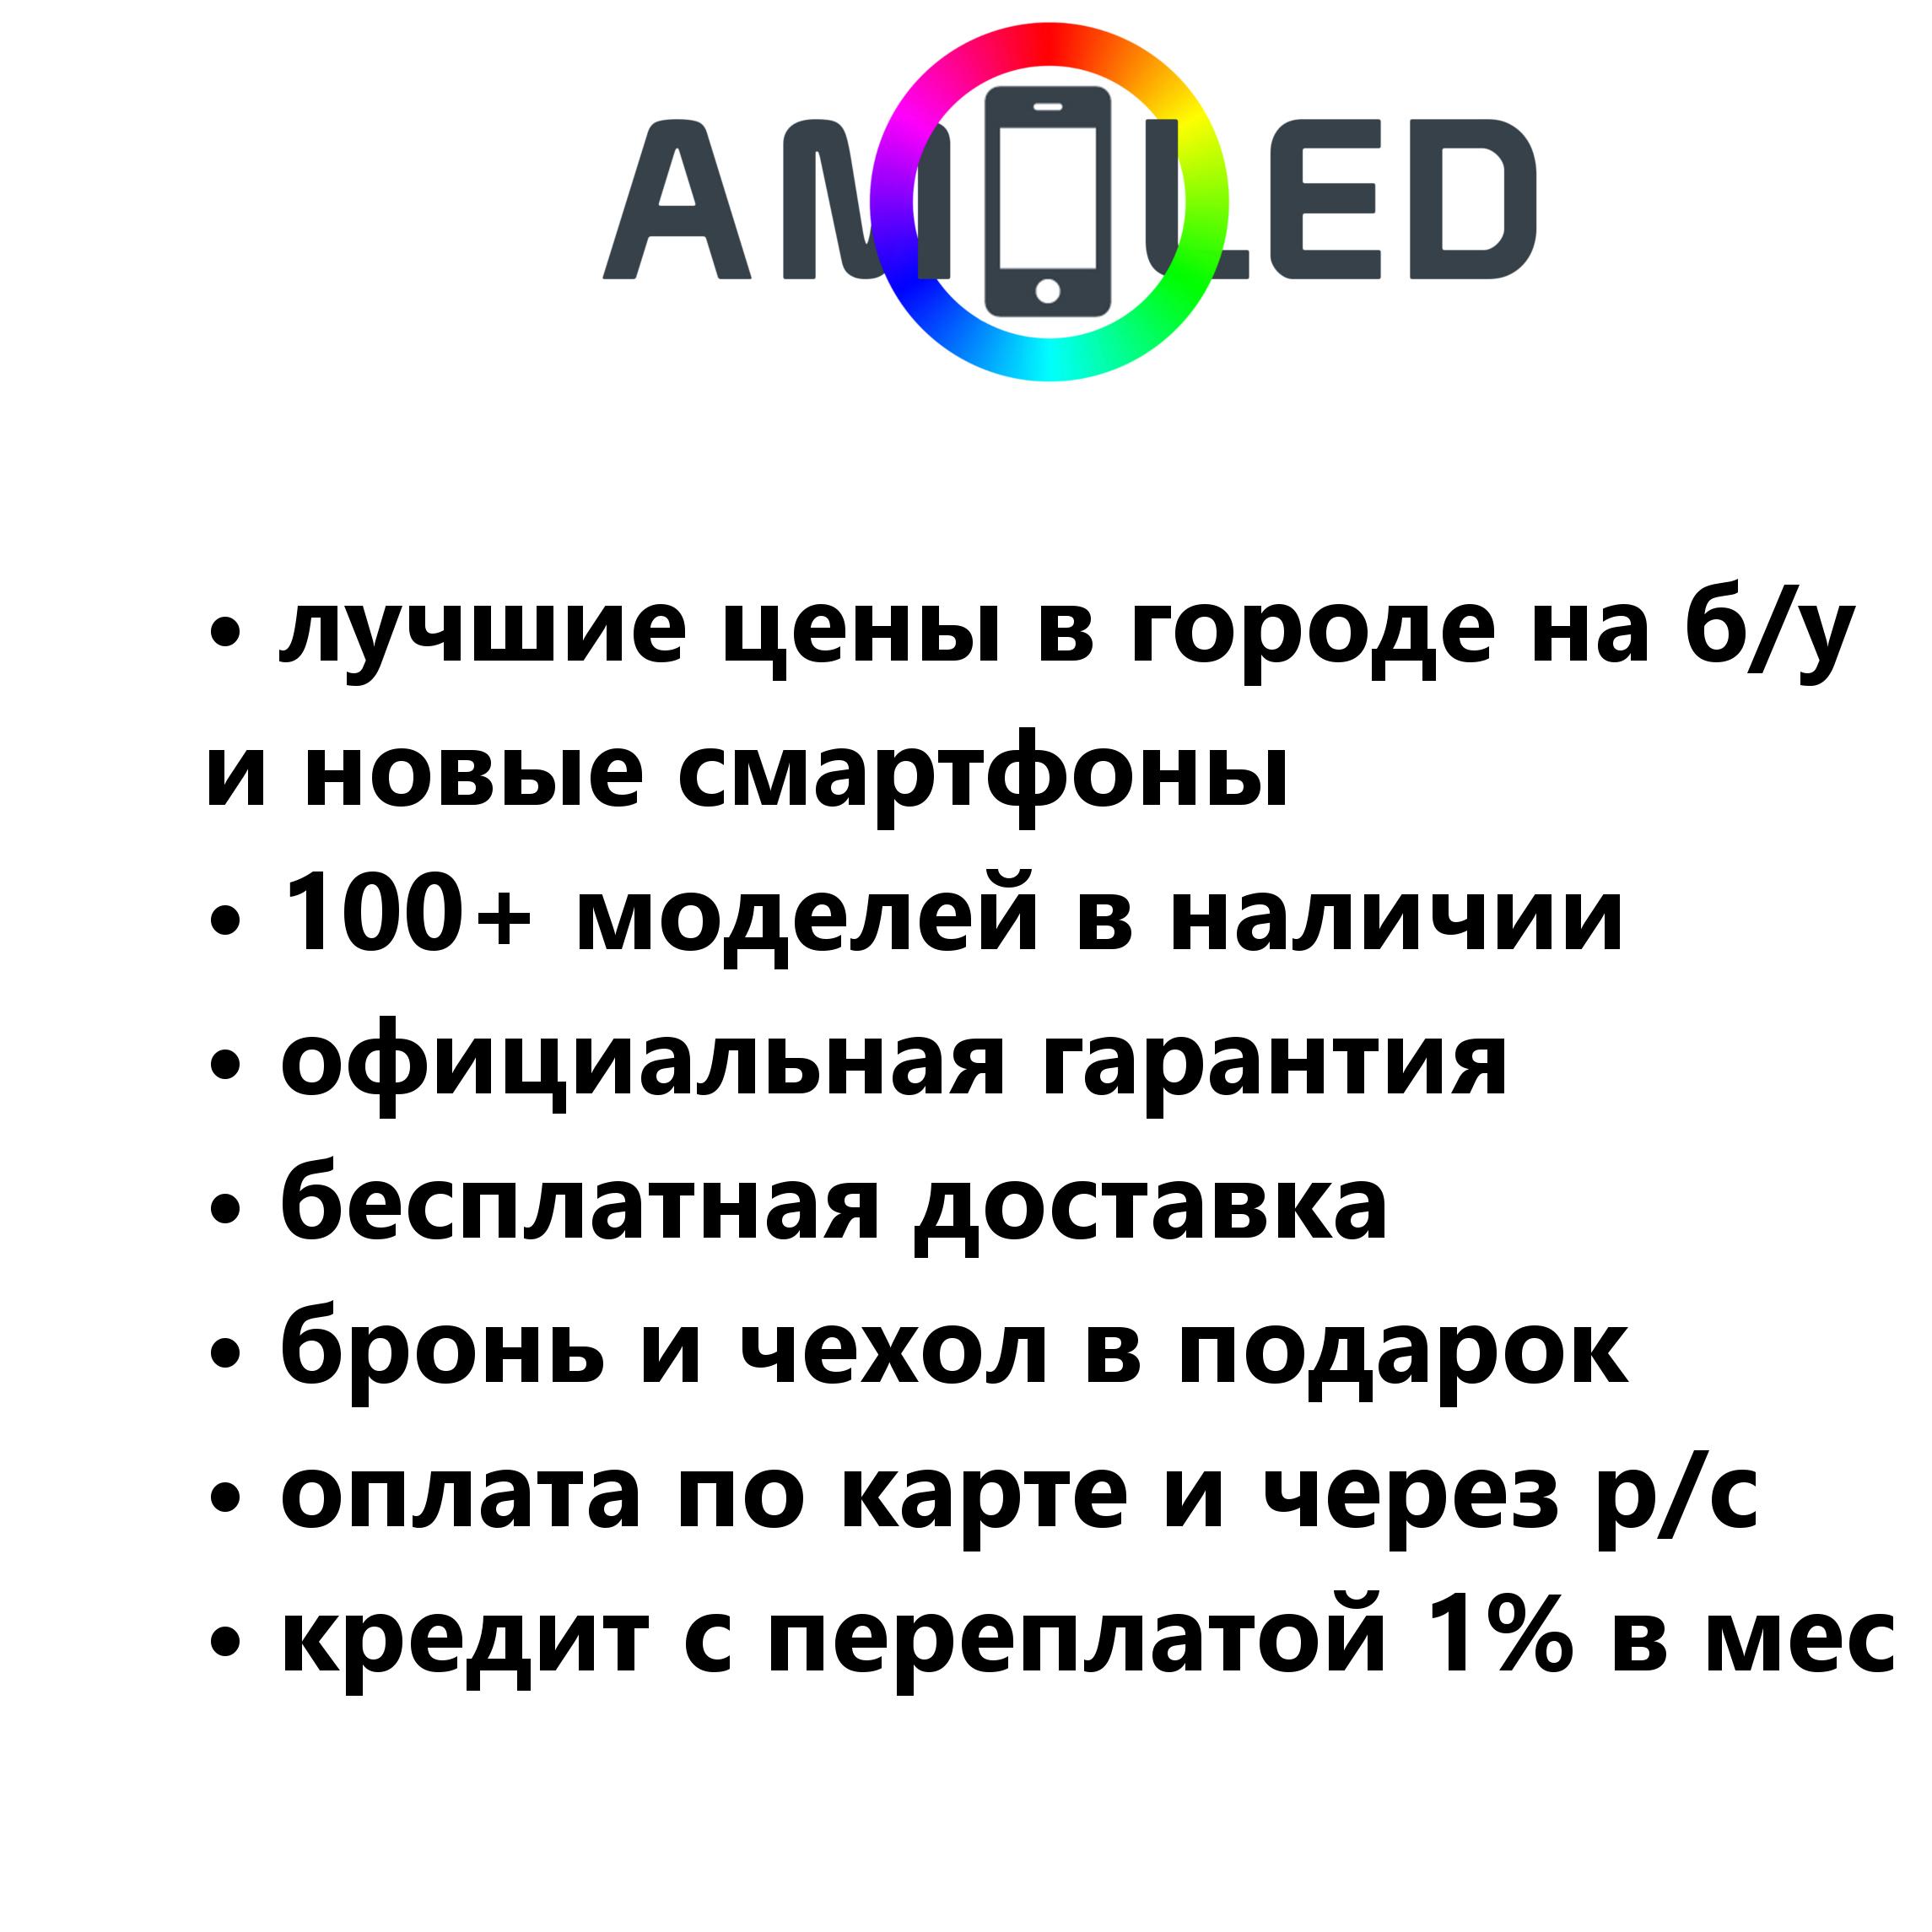 AMOLED
• лучшие цены в городе на б/у
и новые смартфоны
• 100+ моделей в наличии
• официальная гарантия
• бесплатная доставка
• бронь и чехол в подарок
• оплата по карте и через р/с
• кредит с переплатой 1% в мес